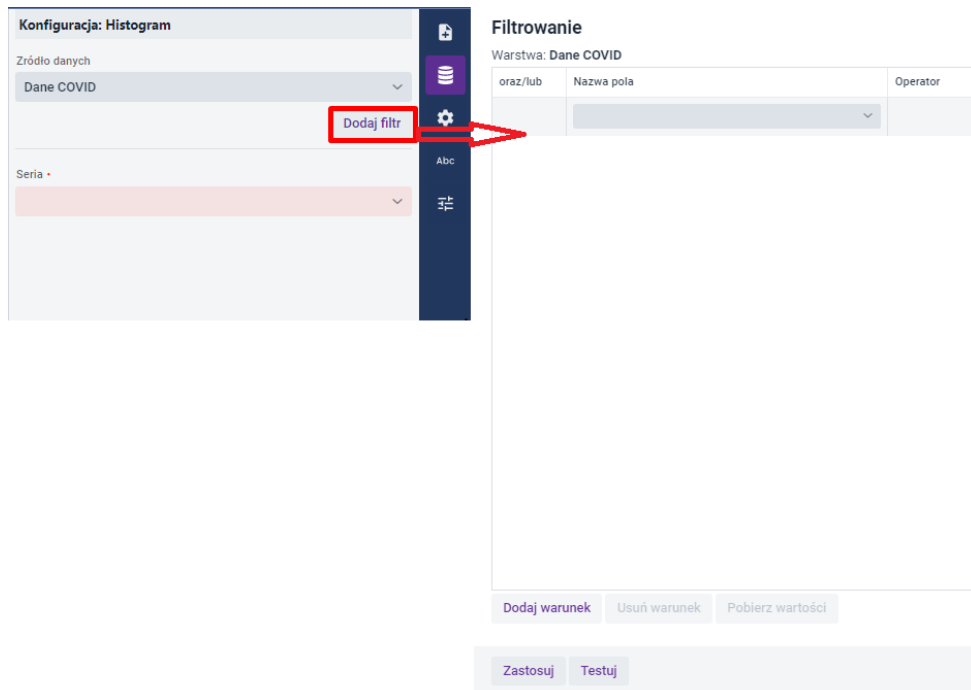 Konfiguracja: Histogram
Zródło danych
Dane COVID
Dodaj filtr
Seria •
Abc
Filtrowanie
Warstwa: Dane COVID
oraz/lub Nazwa pola Operator
Dodaj warunek Usuń warunek Pobierz wartości
Zastosuj Testuj